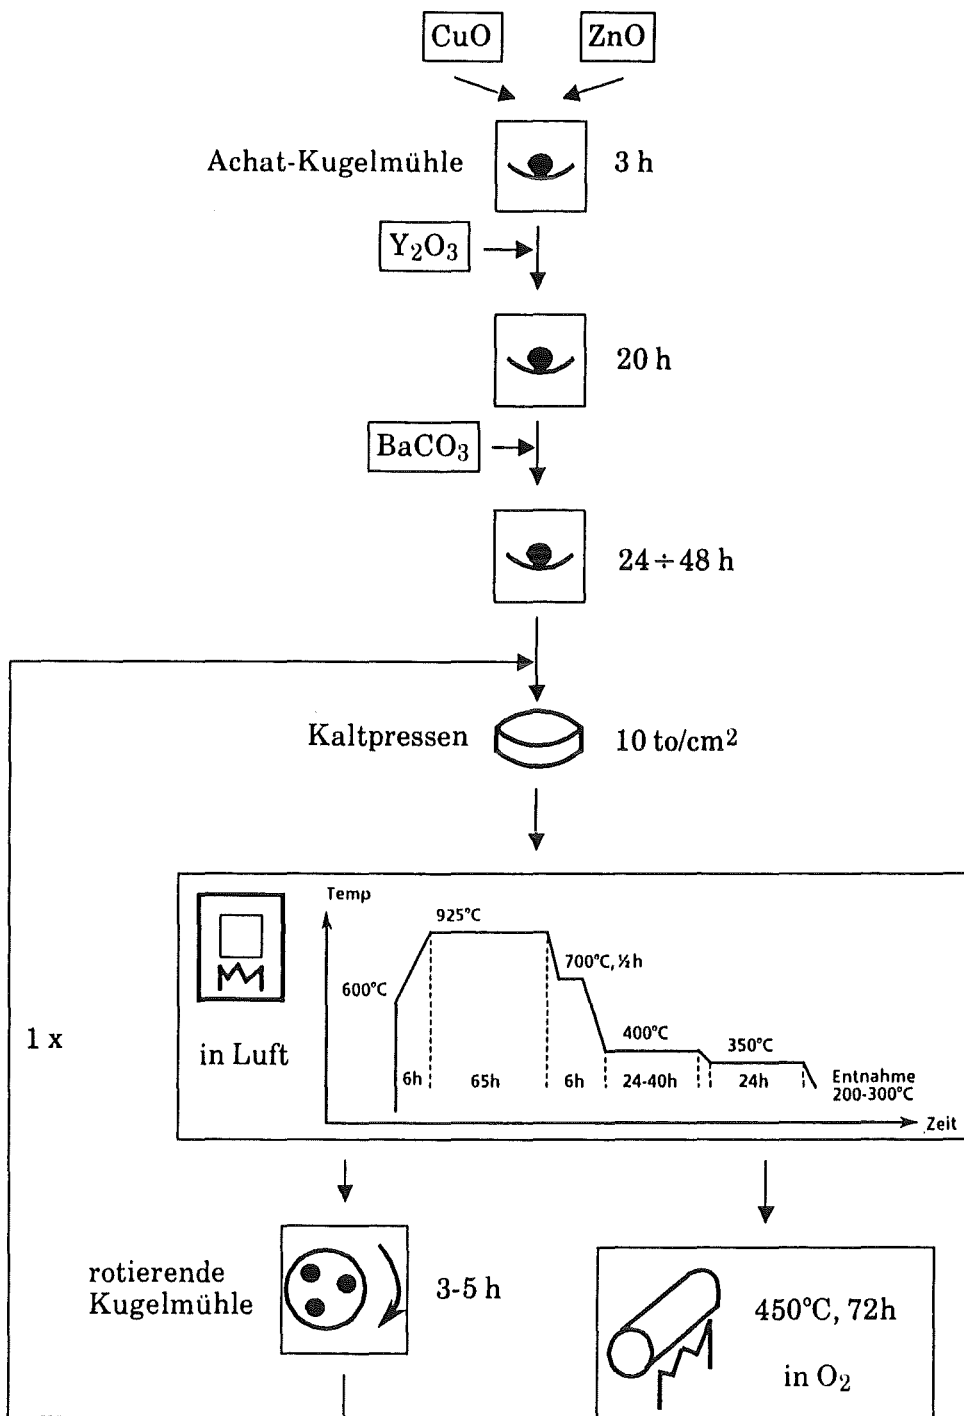 CuO
ZnO
Achat-Kugelmühle
3 h
Y₂O₃
20 h
BaCO₃
24 ÷ 48 h
Kaltpressen
10 to/cm²
Temp
925°C
700°C, ½h
600°C
400°C
350°C
1 x
in Luft
6h
65h
6h
24-40h
24h
Entnahme
200-300°C
Zeit
rotierende
Kugelmühle
3-5 h
450°C, 72h
in O₂